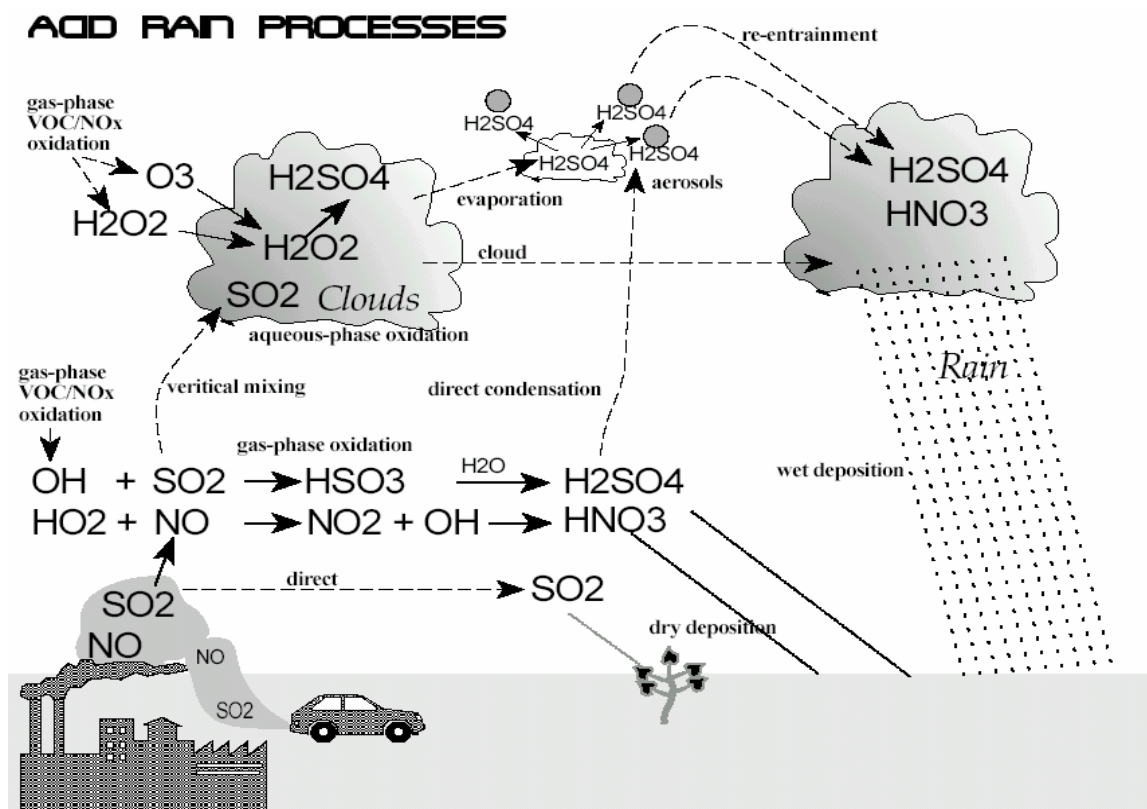 ACID RAIN PROCESSES
re-entrainment
gas-phase
VOC/NOx
oxidation
H2SO4
H2SO4
H2SO4
H2SO4
aerosols
O3
H2O2
H2SO4
H2O2
SO2 Clouds
aqueous-phase oxidation
evaporation
cloud
H2SO4
HNO3
Rain
gas-phase
VOC/NOx
oxidation
veritical mixing
direct condensation
gas-phase oxidation
wet deposition
OH + SO2 HSO3 H2O H2SO4
HO2 + NO NO2 + OH HNO3
direct
SO2
SO2
NO
dry deposition
NO
SO2